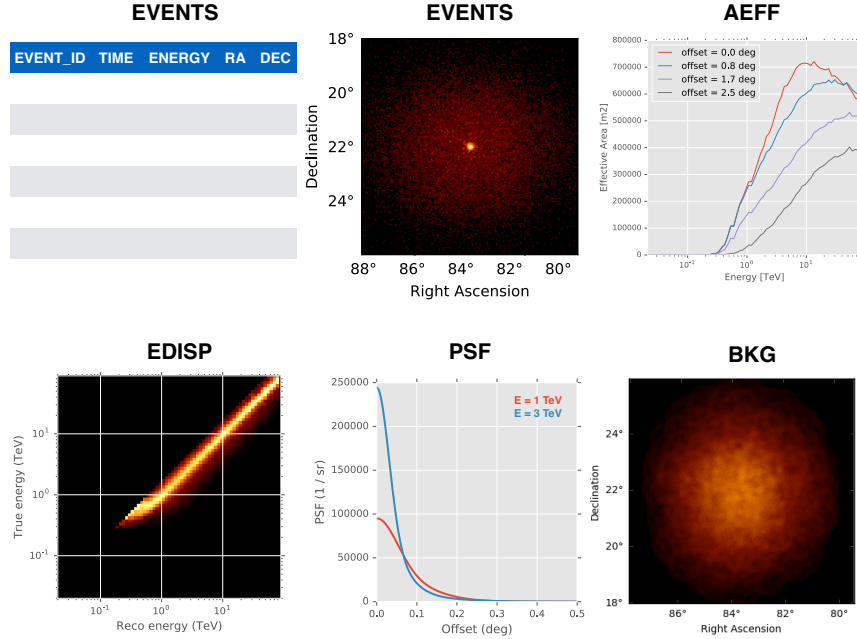 EVENTS
EVENT_ID TIME ENERGY RA DEC
EVENTS
18°
20°
22°
24°
Declination
88° 86° 84° 82° 80°
Right Ascension
AEFF
offset = 0.0 deg
offset = 0.8 deg
offset = 1.7 deg
offset = 2.5 deg
800000
700000
600000
500000
400000
300000
200000
100000
0
Effective Area [m2]
10⁻¹ 10⁰ 10¹
Energy [TeV]
EDISP
10¹
10⁰
10⁻¹
True energy (TeV)
10⁻¹ 10⁰ 10¹
Reco energy (TeV)
PSF
E = 1 TeV
E = 3 TeV
250000
200000
150000
100000
50000
0
PSF (1 / sr)
0.0 0.1 0.2 0.3 0.4 0.5
Offset (deg)
BKG
24°
22°
20°
18°
Declination
86° 84° 82° 80°
Right Ascension